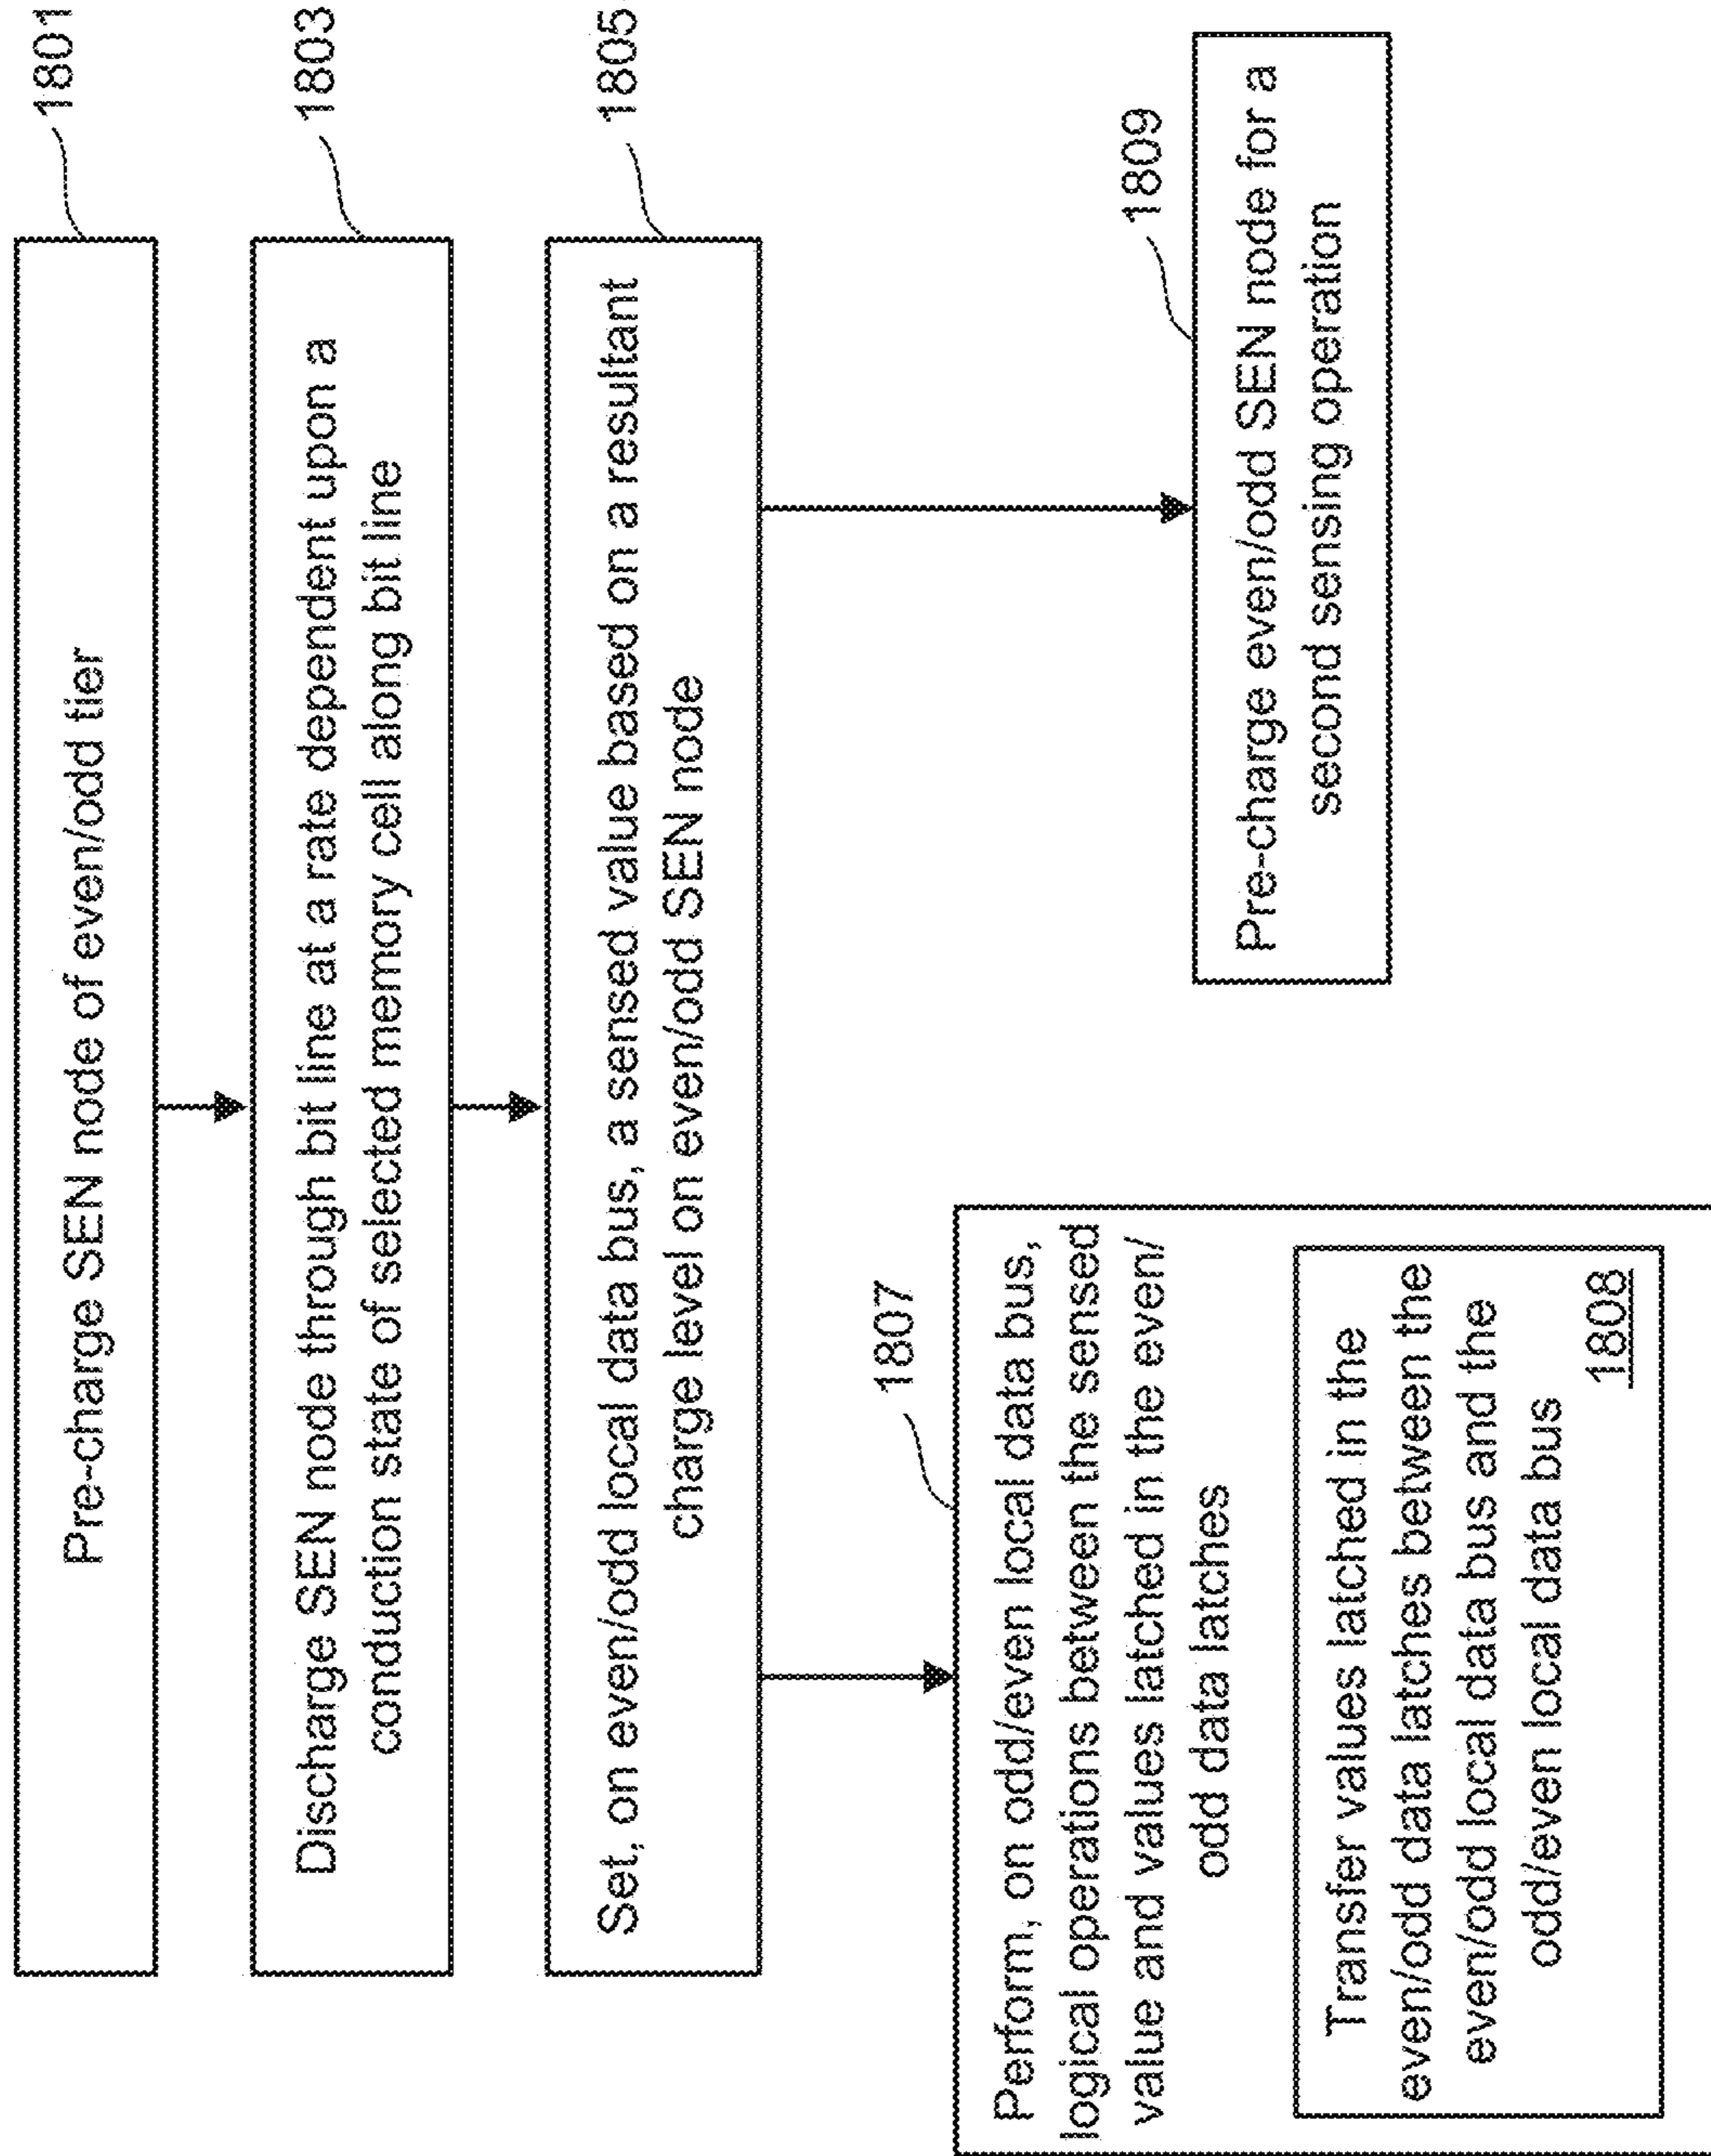 Pre-charge SEN node of even/odd tier
1801
Discharge SEN node through bit line at a rate dependent upon a
conduction state of selected memory cell along bit line
1803
Set, on even/odd local data bus, a sensed value based on a resultant
charge level on even/odd SEN node
1805
1807
Perform, on odd/even local data bus,
logical operations between the sensed
value and values latched in the even/
odd data latches
Transfer values latched in the
even/odd data latches between the
even/odd local data bus and the
odd/even local data bus
1808
1809
Pre-charge even/odd SEN node for a
second sensing operation